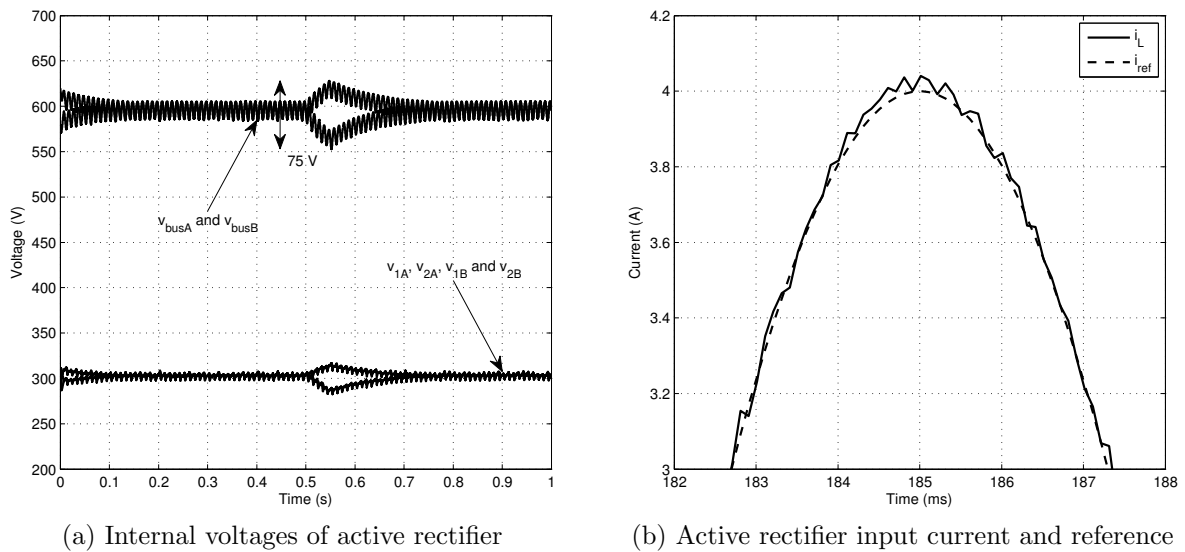 700
650
600
550
500
450
400
350
300
250
200
Voltage (V)
75 V
v_busA and v_busB
v_1A, v_2A, v_1B and v_2B
0 0.1 0.2 0.3 0.4 0.5 0.6 0.7 0.8 0.9 1
Time (s)
(a) Internal voltages of active rectifier
4.2
4
3.8
3.6
3.4
3.2
3
Current (A)
i_L
i_ref
182 183 184 185 186 187 188
Time (ms)
(b) Active rectifier input current and reference